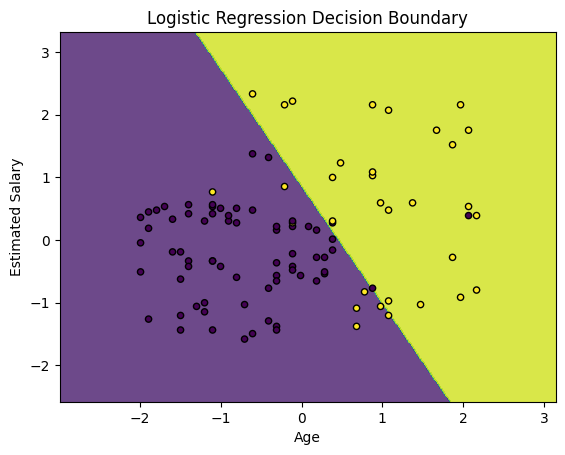 Logistic Regression Decision Boundary
3
2
1
0
−1
−2
Estimated Salary
−2 −1 0 1 2 3
Age